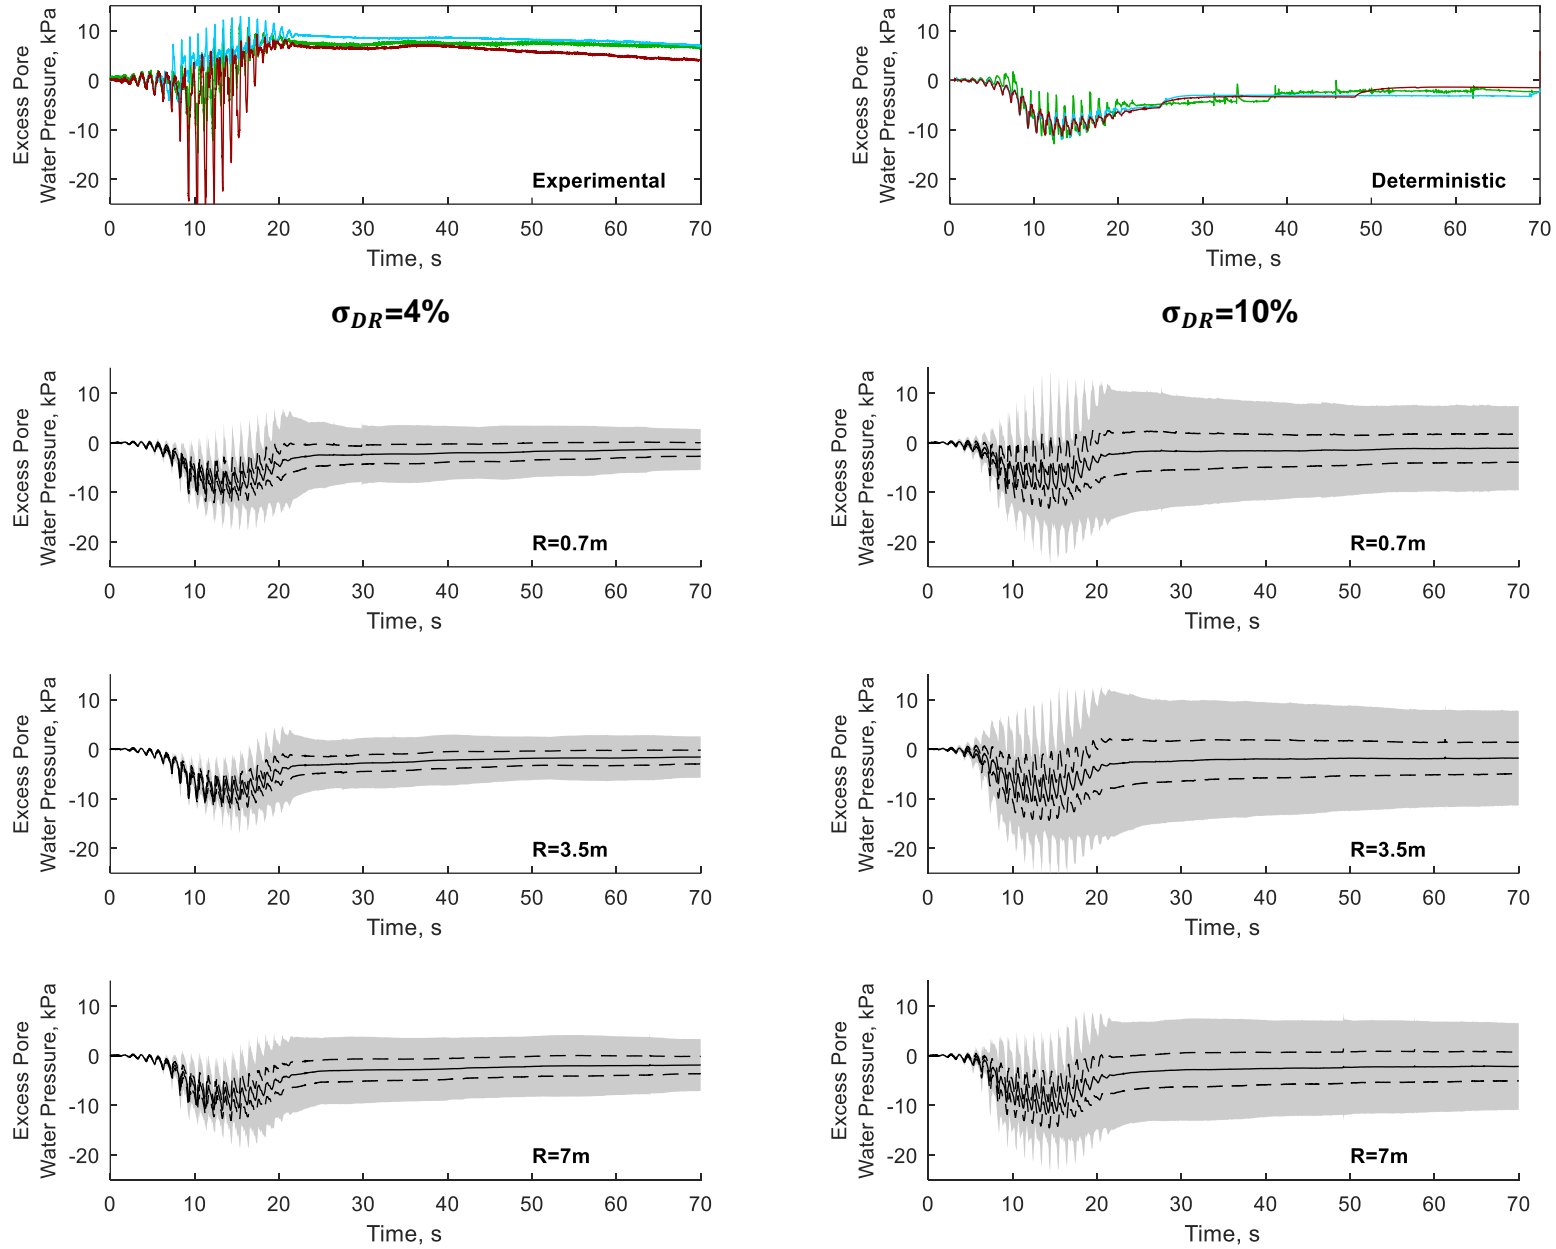 Excess Pore
Water Pressure, kPa
10
0
-10
-20
Experimental
0 10 20 30 40 50 60 70
Time, s
Excess Pore
Water Pressure, kPa
10
0
-10
-20
Deterministic
0 10 20 30 40 50 60 70
Time, s
σDR=4%
σDR=10%
Excess Pore
Water Pressure, kPa
10
0
-10
-20
R=0.7m
0 10 20 30 40 50 60 70
Time, s
Excess Pore
Water Pressure, kPa
10
0
-10
-20
R=0.7m
0 10 20 30 40 50 60 70
Time, s
Excess Pore
Water Pressure, kPa
10
0
-10
-20
R=3.5m
0 10 20 30 40 50 60 70
Time, s
Excess Pore
Water Pressure, kPa
10
0
-10
-20
R=3.5m
0 10 20 30 40 50 60 70
Time, s
Excess Pore
Water Pressure, kPa
10
0
-10
-20
R=7m
0 10 20 30 40 50 60 70
Time, s
Excess Pore
Water Pressure, kPa
10
0
-10
-20
R=7m
0 10 20 30 40 50 60 70
Time, s